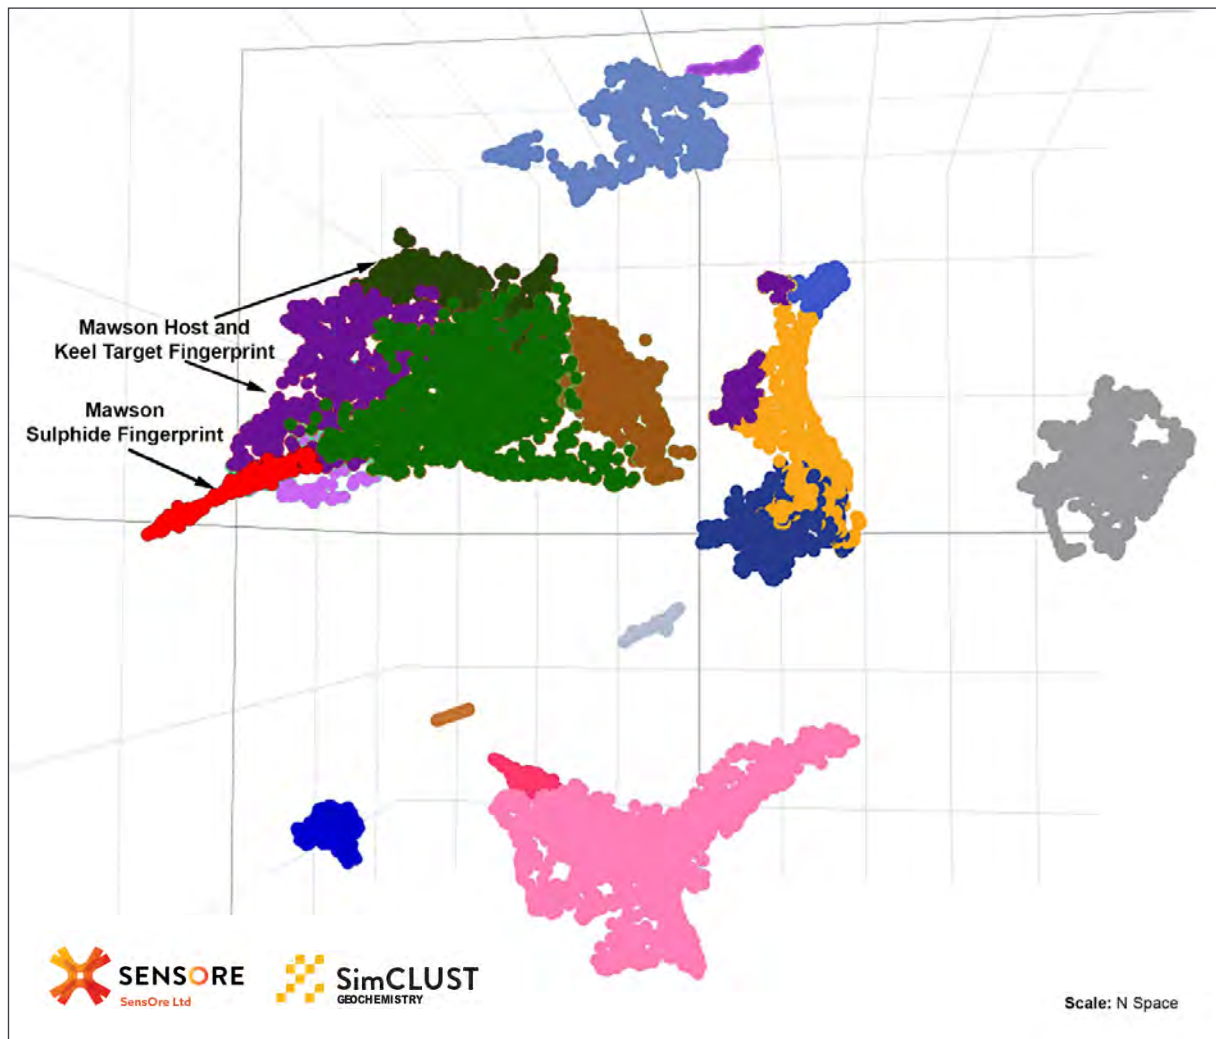 Mawson Host and
Keel Target Fingerprint
Mawson
Sulphide Fingerprint
SENSORE
SensOre Ltd
SimCLUST
GEOCHEMISTRY
Scale: N Space